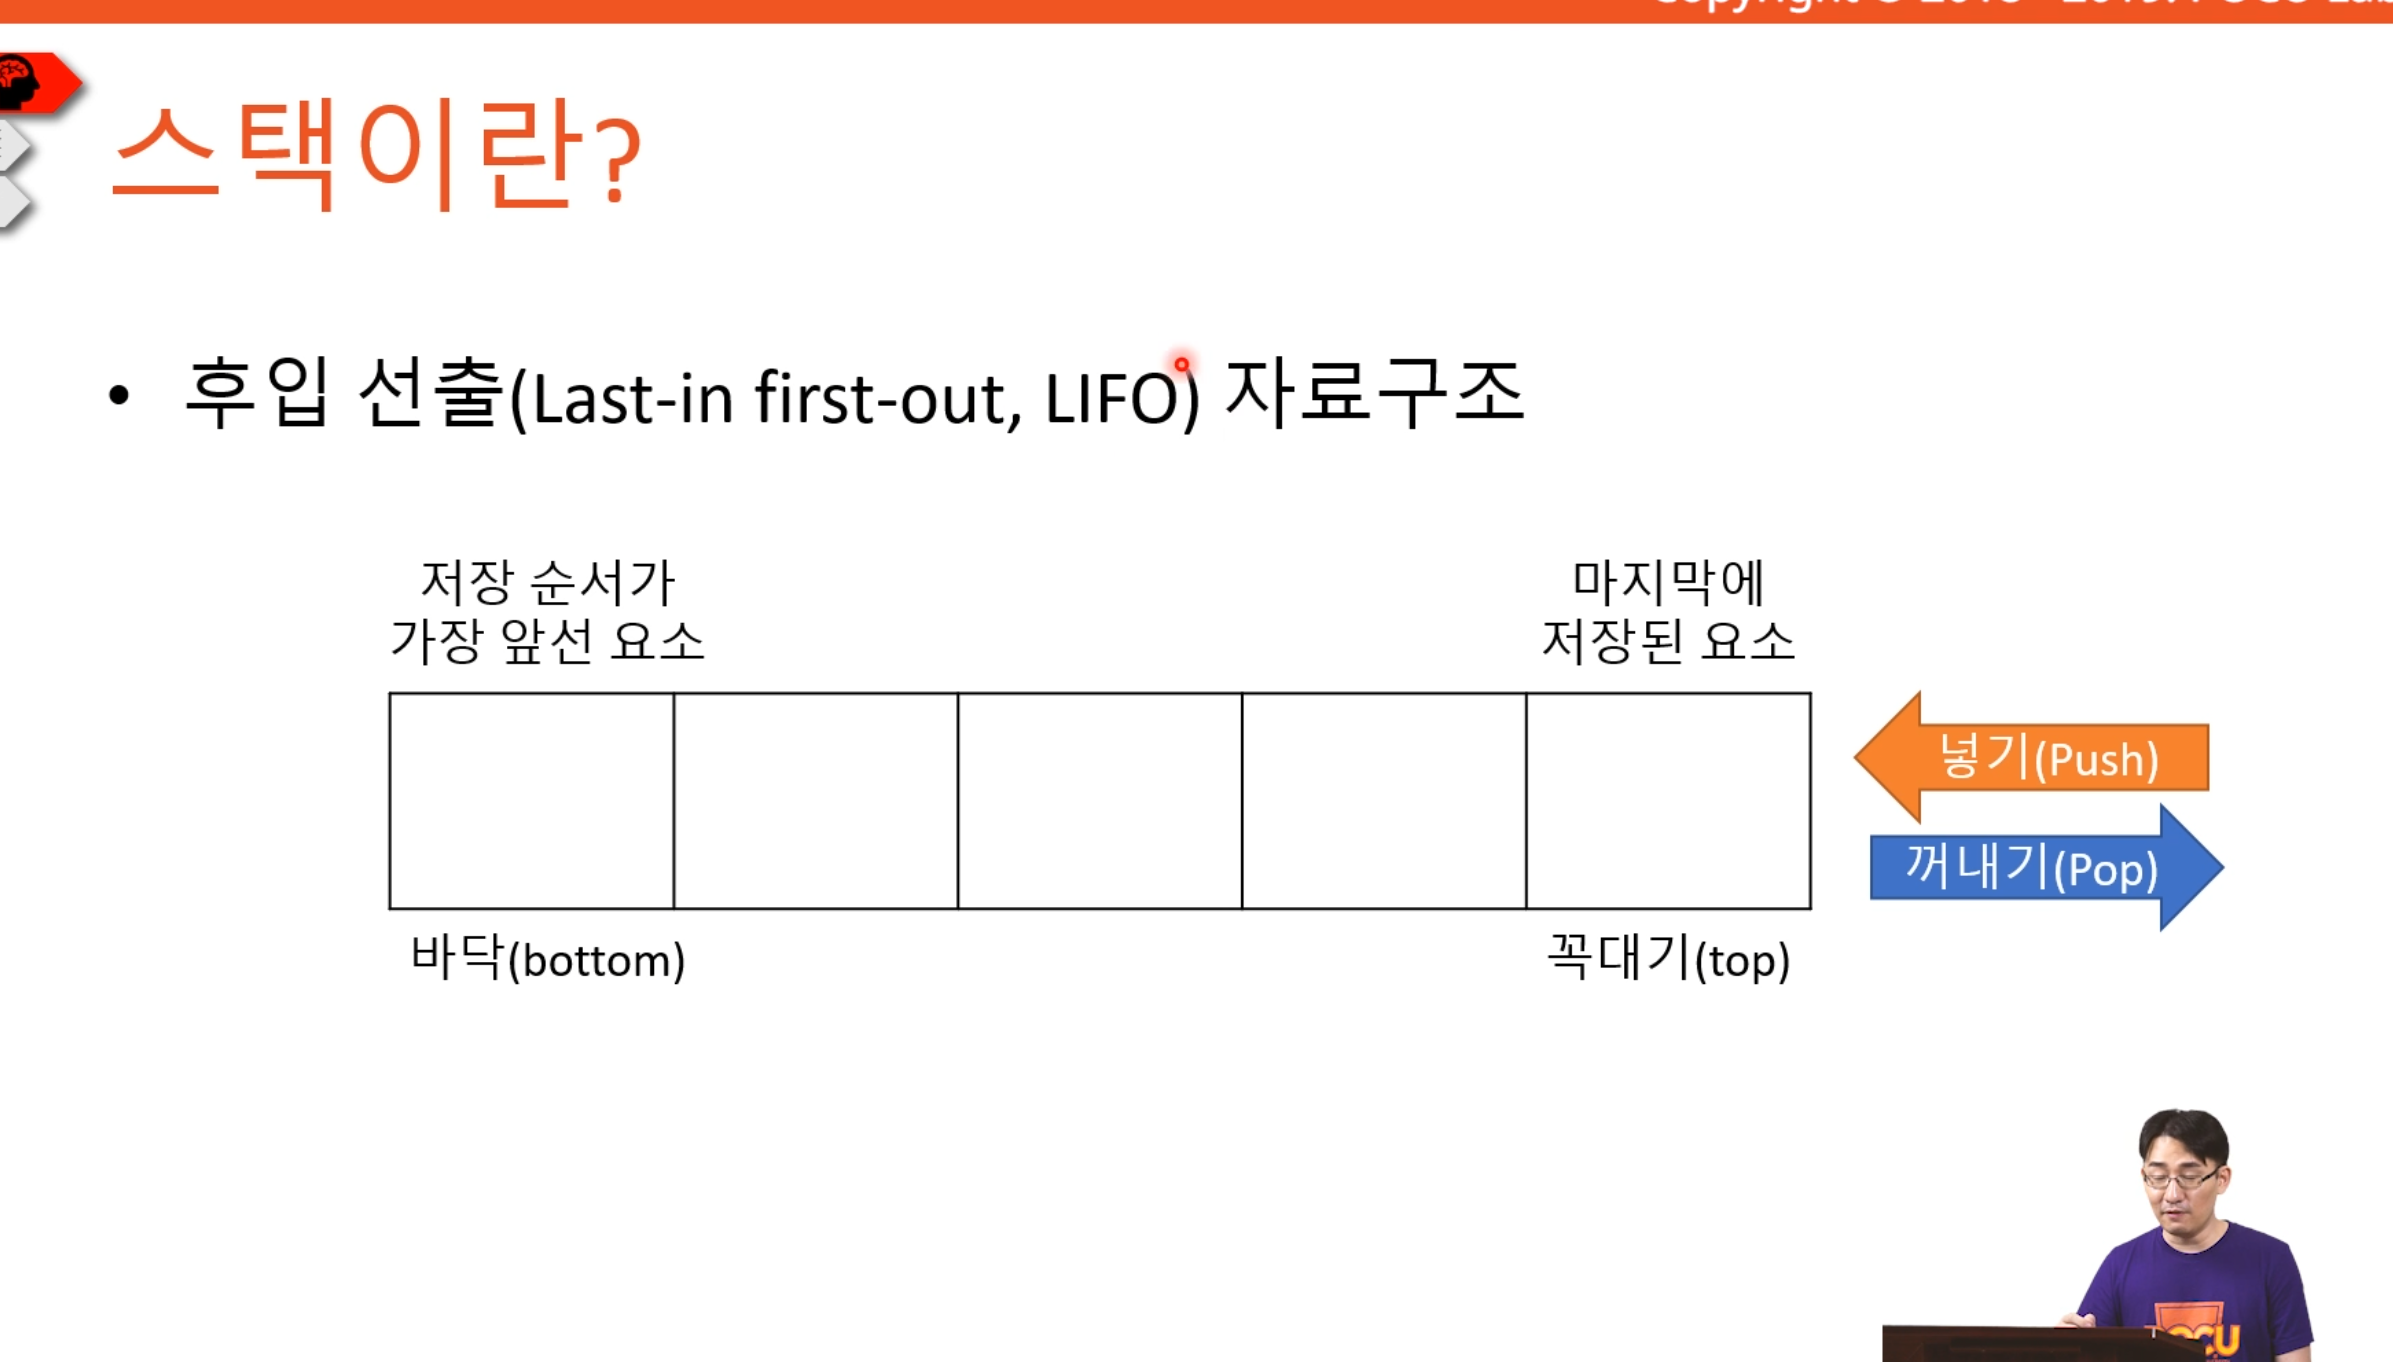 스택이란?
• 후입 선출(Last-in first-out, LIFO) 자료구조
저장 순서가
가장 앞선 요소
마지막에
저장된 요소
넣기(Push)
꺼내기(Pop)
바닥(bottom)
꼭대기(top)